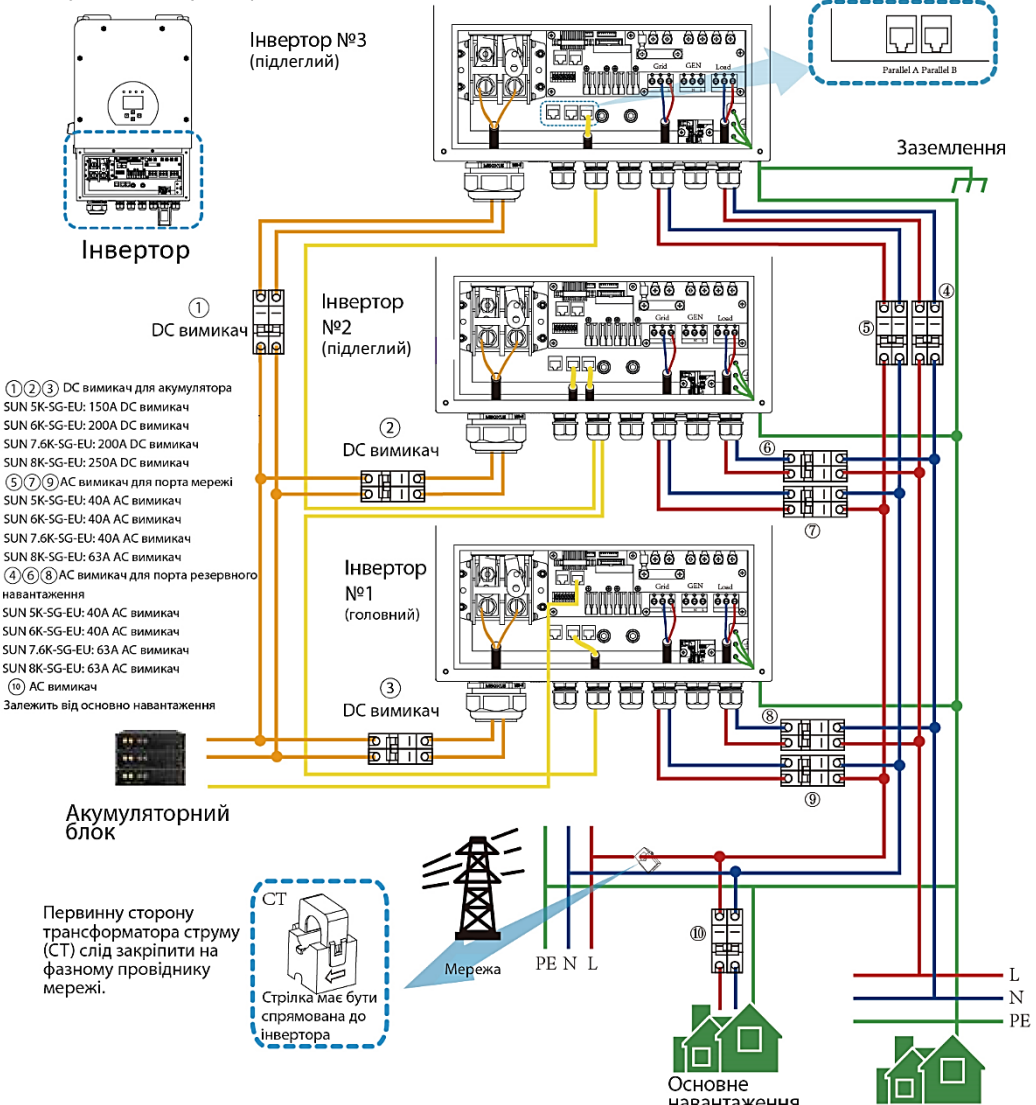 Інвертор №3
(підлеглий)
Grid
GEN
Load
Parallel A Parallel B
Заземлення
Інвертор
①
DC вимикач
Інвертор
№2
(підлеглий)
Grid
GEN
Load
④
⑤
①②③ DC вимикач для акумулятора
SUN 5K-SG-EU: 150A DC вимикач
SUN 6K-SG-EU: 200A DC вимикач
SUN 7.6K-SG-EU: 200A DC вимикач
SUN 8K-SG-EU: 250A DC вимикач
⑤⑦⑨ AC вимикач для порта мережі
SUN 5K-SG-EU: 40A AC вимикач
SUN 6K-SG-EU: 40A AC вимикач
SUN 7.6K-SG-EU: 40A AC вимикач
SUN 8K-SG-EU: 63A AC вимикач
④⑥⑧ AC вимикач для порта резервного
навантаження
SUN 5K-SG-EU: 40A AC вимикач
SUN 6K-SG-EU: 40A AC вимикач
SUN 7.6K-SG-EU: 63A AC вимикач
SUN 8K-SG-EU: 63A AC вимикач
⑩ AC вимикач
Залежить від основно навантаження
②
DC вимикач
⑥
⑦
Інвертор
№1
(головний)
Grid
GEN
Load
③
DC вимикач
⑧
⑨
Акумуляторний
блок
Первинну сторону
трансформатора струму
(CT) слід закріпити на
фазному провіднику
мережі.
CT
Стрілка має бути
спрямована до
інвертора
Мережа
PE N L
⑩
L
N
PE
Основне
навантаження